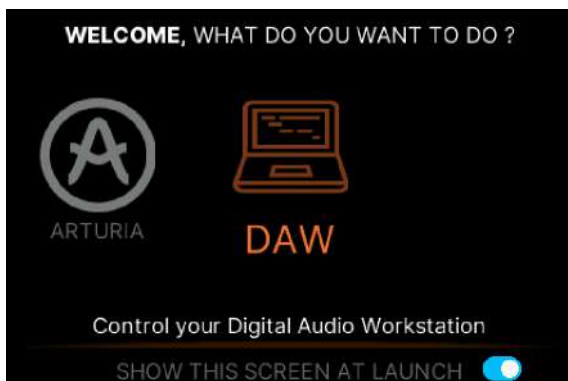 WELCOME, WHAT DO YOU WANT TO DO ?
ARTURIA
DAW
Control your Digital Audio Workstation
SHOW THIS SCREEN AT LAUNCH